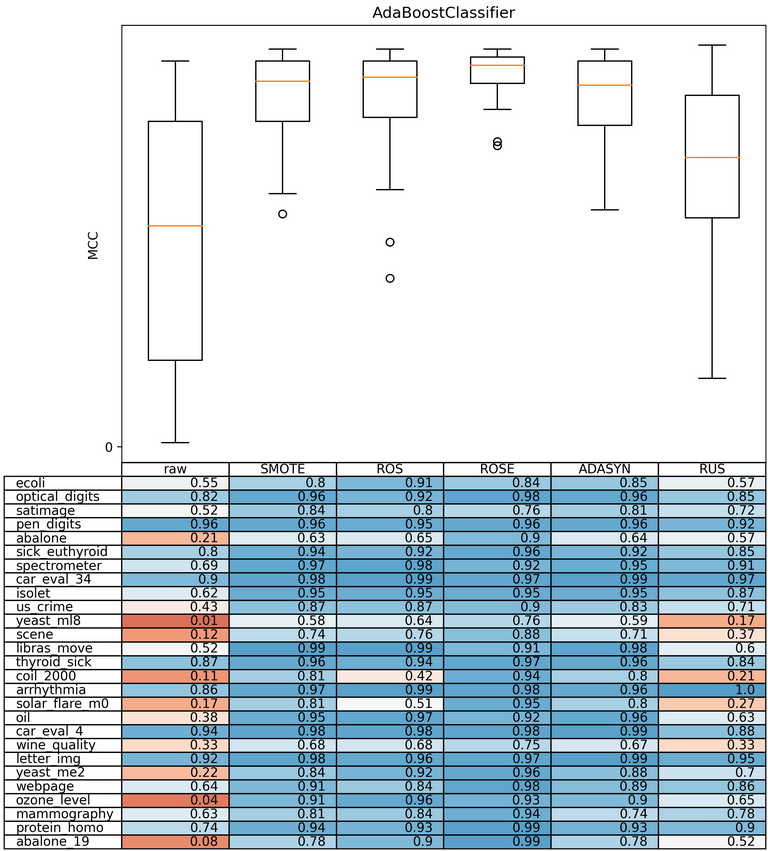 AdaBoostClassifier
MCC
0
raw SMOTE ROS ROSE ADASYN RUS
ecoli 0.55 0.8 0.91 0.84 0.85 0.57
optical_digits 0.82 0.96 0.92 0.98 0.96 0.85
satimage 0.52 0.84 0.8 0.76 0.81 0.72
pen_digits 0.96 0.96 0.95 0.96 0.96 0.92
abalone 0.21 0.63 0.65 0.9 0.64 0.57
sick_euthyroid 0.8 0.94 0.92 0.96 0.92 0.85
spectrometer 0.69 0.97 0.98 0.92 0.95 0.91
car_eval_34 0.9 0.98 0.99 0.97 0.99 0.97
isolet 0.62 0.95 0.95 0.95 0.95 0.87
us_crime 0.43 0.87 0.87 0.9 0.83 0.71
yeast_ml8 0.01 0.58 0.64 0.76 0.59 0.17
scene 0.12 0.74 0.76 0.88 0.71 0.37
libras_move 0.52 0.99 0.99 0.91 0.98 0.6
thyroid_sick 0.87 0.96 0.94 0.97 0.96 0.84
coil_2000 0.11 0.81 0.42 0.94 0.8 0.21
arrhythmia 0.86 0.97 0.99 0.98 0.96 1.0
solar_flare_m0 0.17 0.81 0.51 0.95 0.8 0.27
oil 0.38 0.95 0.97 0.92 0.96 0.63
car_eval_4 0.94 0.98 0.98 0.98 0.99 0.88
wine_quality 0.33 0.68 0.68 0.75 0.67 0.33
letter_img 0.92 0.98 0.96 0.97 0.99 0.95
yeast_me2 0.22 0.84 0.92 0.96 0.88 0.7
webpage 0.64 0.91 0.84 0.98 0.89 0.86
ozone_level 0.04 0.91 0.96 0.93 0.9 0.65
mammography 0.63 0.81 0.84 0.94 0.74 0.78
protein_homo 0.74 0.94 0.93 0.99 0.93 0.9
abalone_19 0.08 0.78 0.9 0.99 0.78 0.52